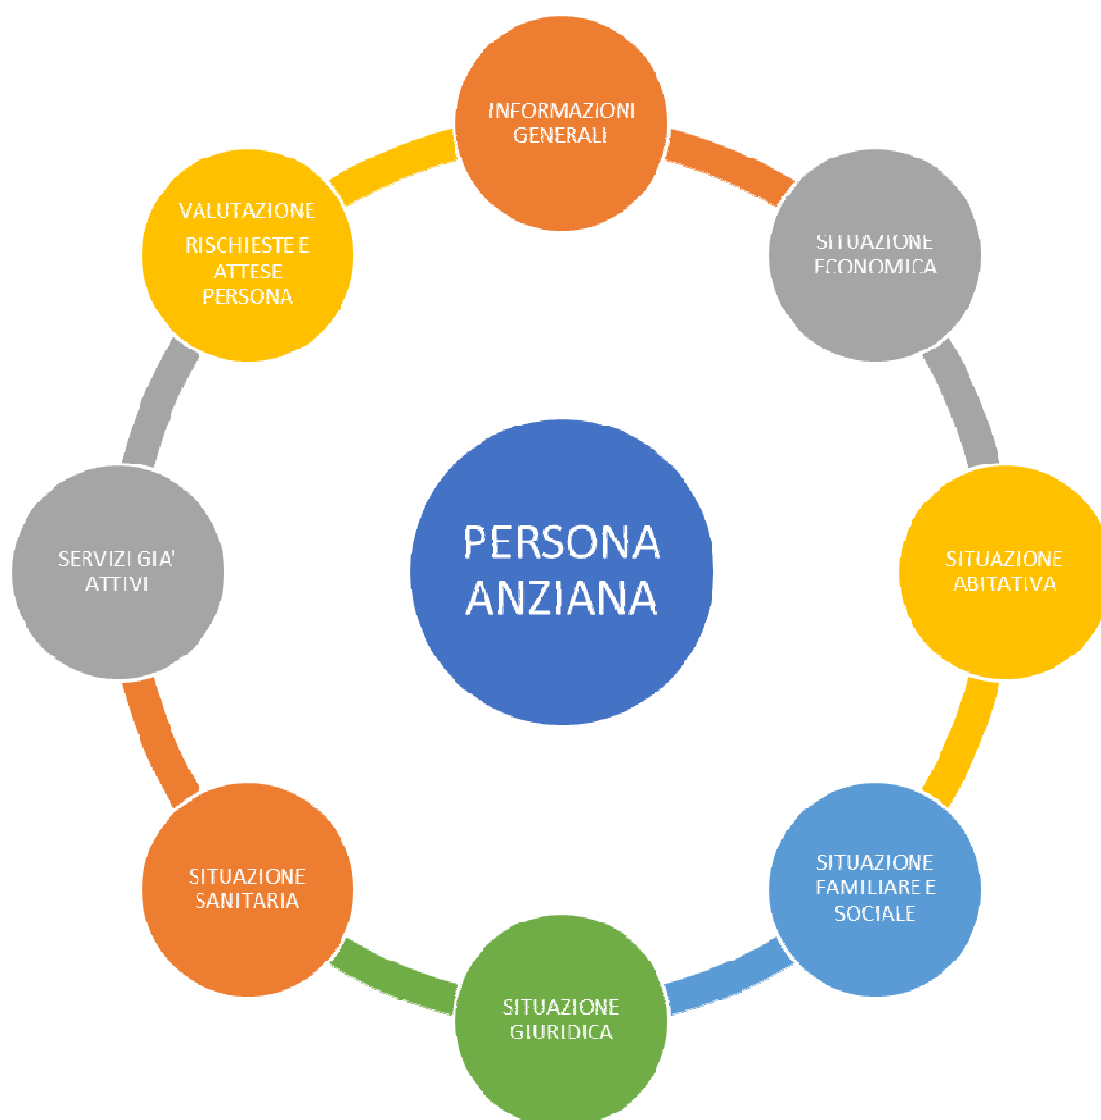 INFORMAZIONI
GENERALI
SITUAZIONE
ECONOMICA
SITUAZIONE
ABITATIVA
SITUAZIONE
FAMILIARE E
SOCIALE
SITUAZIONE
GIURIDICA
SITUAZIONE
SANITARIA
SERVIZI GIA'
ATTIVI
VALUTAZIONE
RISCHIESTE E
ATTESE
PERSONA
PERSONA
ANZIANA